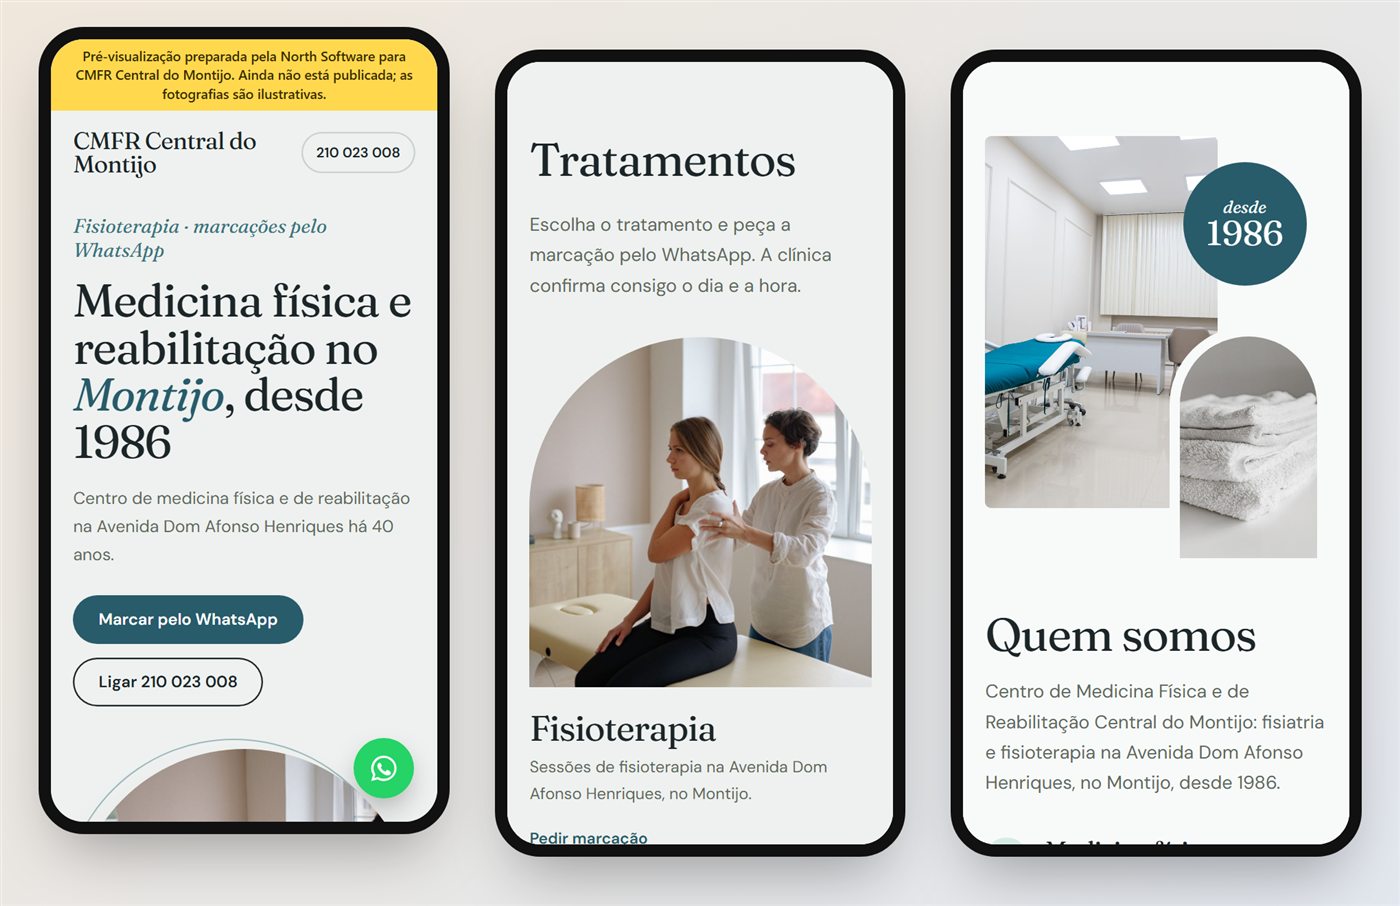 Pré-visualização preparada pela North Software para
CMFR Central do Montijo. Ainda não está publicada; as
fotografias são ilustrativas.
CMFR Central do
Montijo
210 023 008
Fisioterapia · marcações pelo
WhatsApp
Medicina física e
reabilitação no
Montijo, desde
1986
Centro de medicina física e de reabilitação
na Avenida Dom Afonso Henriques há 40
anos.
Marcar pelo WhatsApp
Ligar 210 023 008
Tratamentos
Escolha o tratamento e peça a
marcação pelo WhatsApp. A clínica
confirma consigo o dia e a hora.
Fisioterapia
Sessões de fisioterapia na Avenida Dom
Afonso Henriques, no Montijo.
Pedir marcação
desde
1986
Quem somos
Centro de Medicina Física e de
Reabilitação Central do Montijo: fisiatria
e fisioterapia na Avenida Dom Afonso
Henriques, no Montijo, desde 1986.